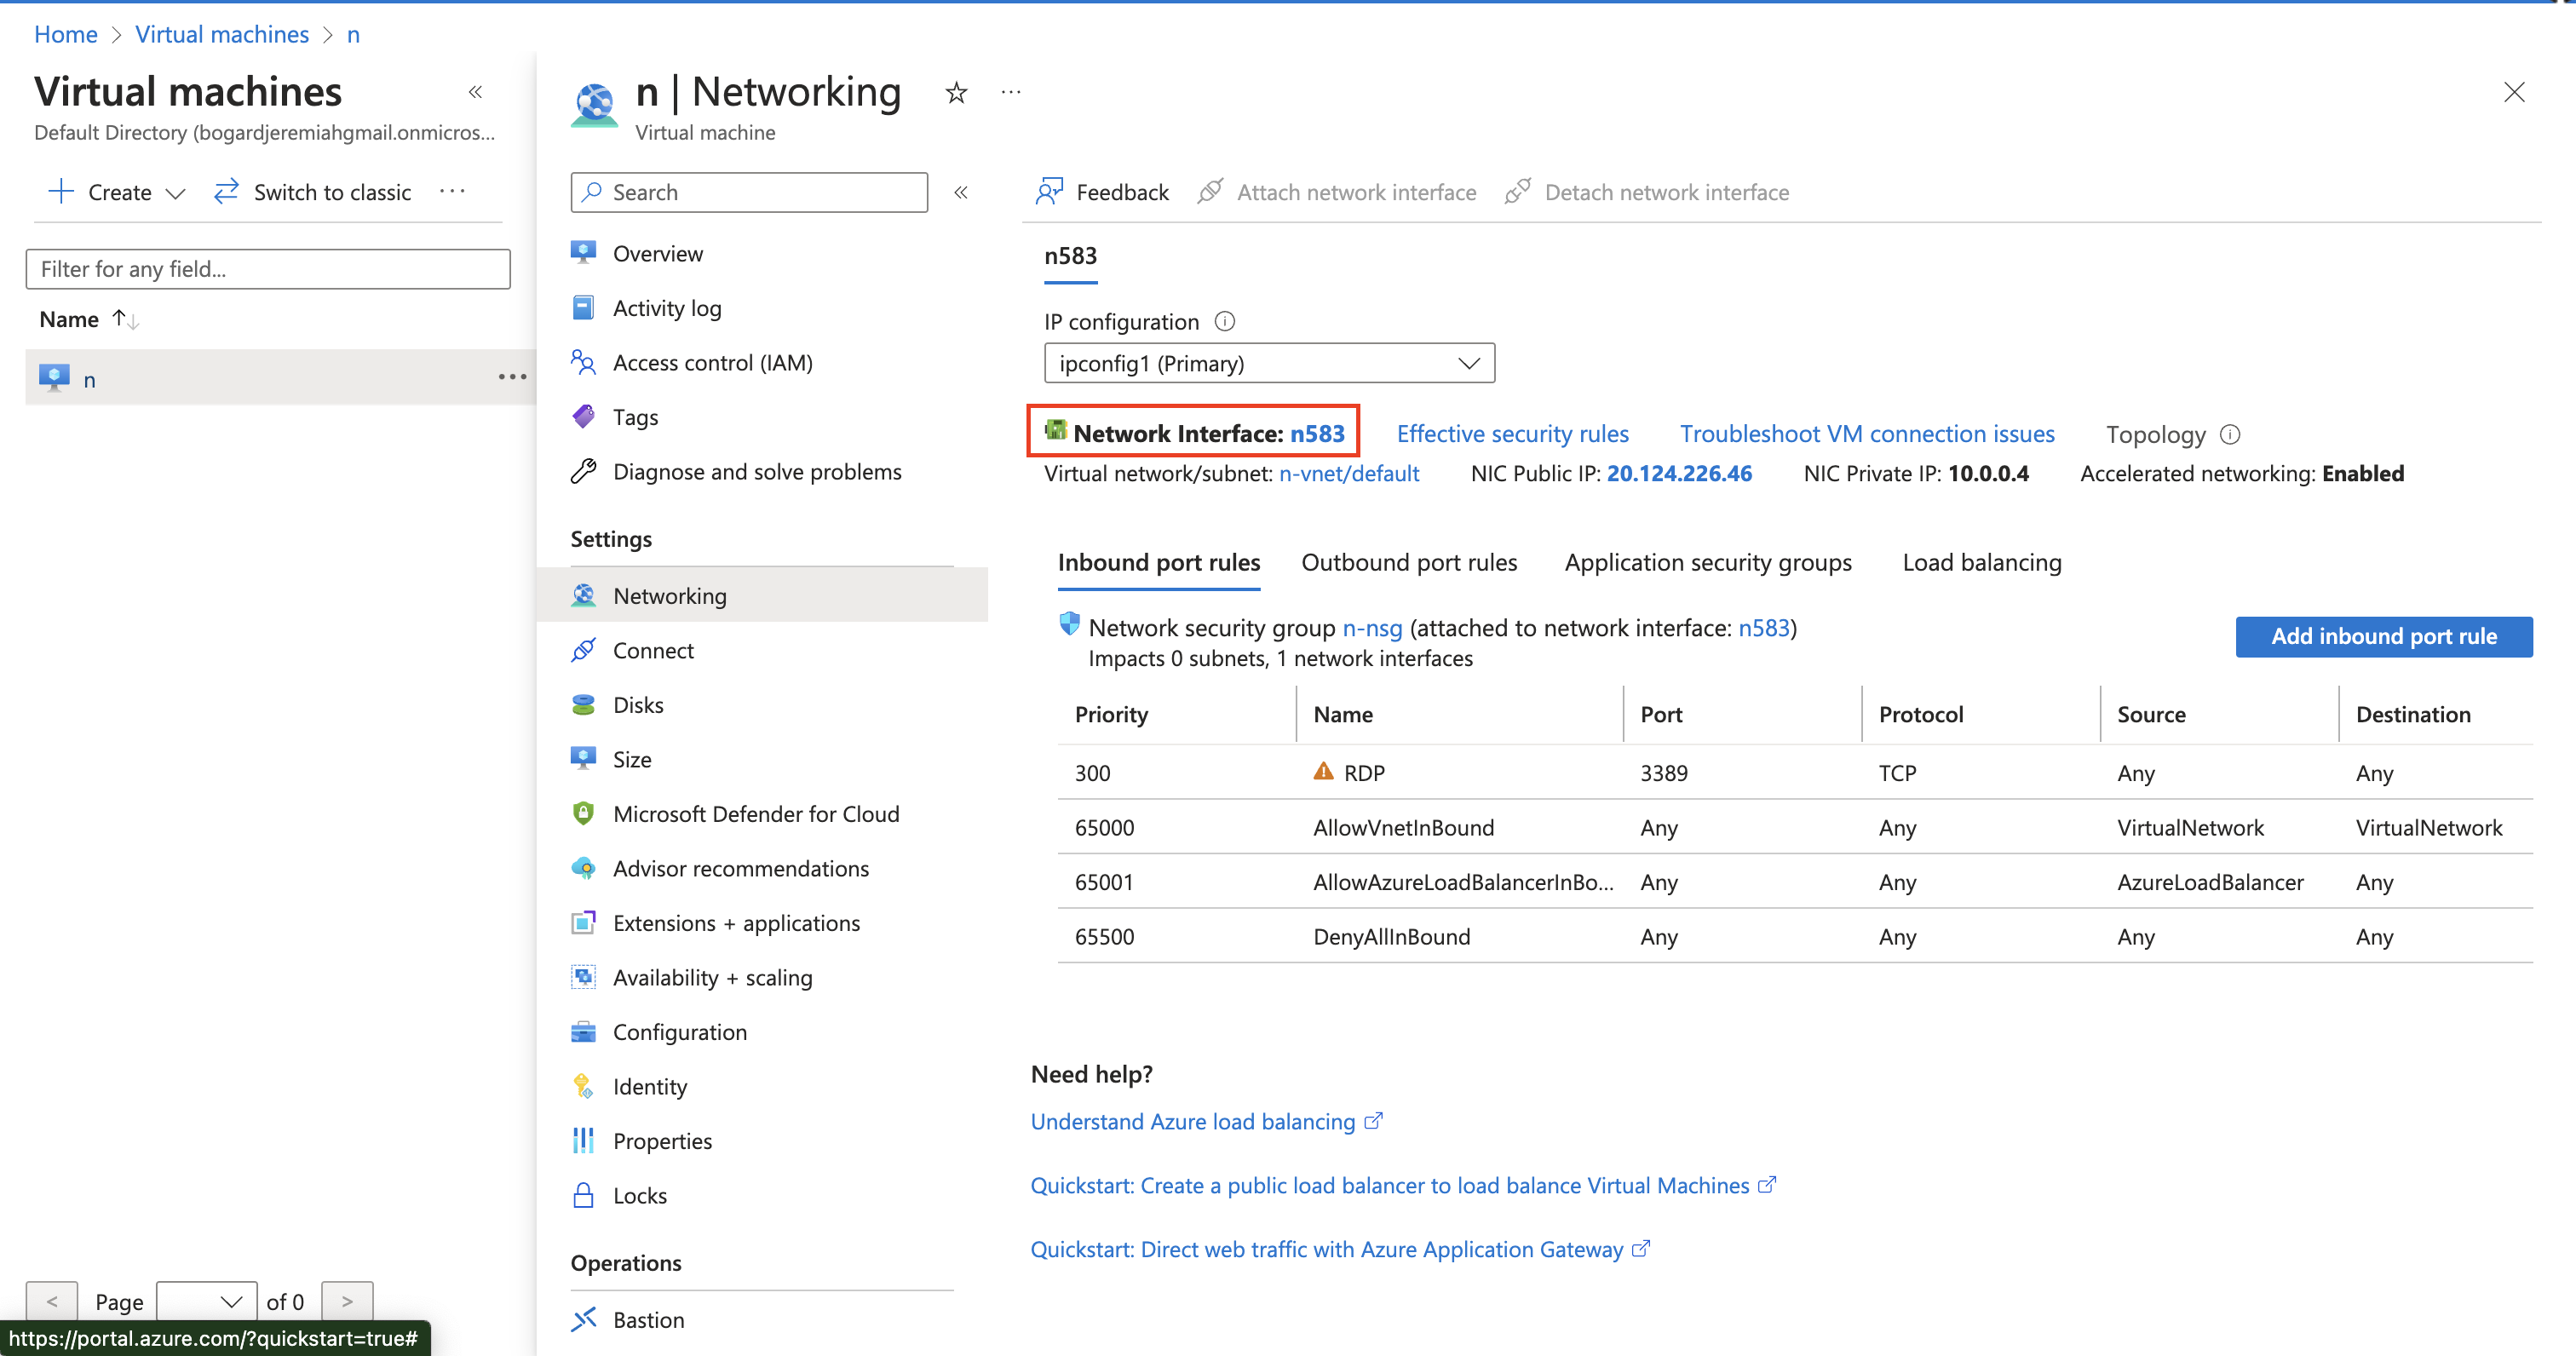 Home > Virtual machines > n
Virtual machines «
Default Directory (bogardjeremiahgmail.onmicros...
+ Create Switch to classic ...
Filter for any field...
Name ↑↓
n ...
< Page of 0 >
https://portal.azure.com/?quickstart=true#
n | Networking ☆ ...
Virtual machine
Search «
Overview
Activity log
Access control (IAM)
Tags
Diagnose and solve problems
Settings
Networking
Connect
Disks
Size
Microsoft Defender for Cloud
Advisor recommendations
Extensions + applications
Availability + scaling
Configuration
Identity
Properties
Locks
Operations
Bastion
Feedback Attach network interface Detach network interface
n583
IP configuration
ipconfig1 (Primary)
Network Interface: n583 Effective security rules Troubleshoot VM connection issues Topology
Virtual network/subnet: n-vnet/default NIC Public IP: 20.124.226.46 NIC Private IP: 10.0.0.4 Accelerated networking: Enabled
Inbound port rules Outbound port rules Application security groups Load balancing
Network security group n-nsg (attached to network interface: n583)
Impacts 0 subnets, 1 network interfaces
Add inbound port rule
Priority Name Port Protocol Source Destination
300 RDP 3389 TCP Any Any
65000 AllowVnetInBound Any Any VirtualNetwork VirtualNetwork
65001 AllowAzureLoadBalancerInBo... Any Any AzureLoadBalancer Any
65500 DenyAllInBound Any Any Any Any
Need help?
Understand Azure load balancing
Quickstart: Create a public load balancer to load balance Virtual Machines
Quickstart: Direct web traffic with Azure Application Gateway